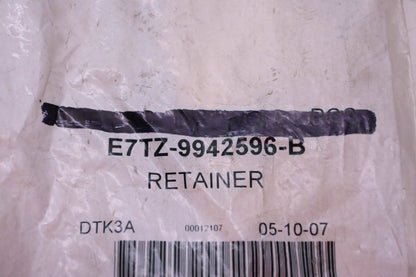 E7TZ-9942596-B
RETAINER
DTK3A 00012107 05-10-07